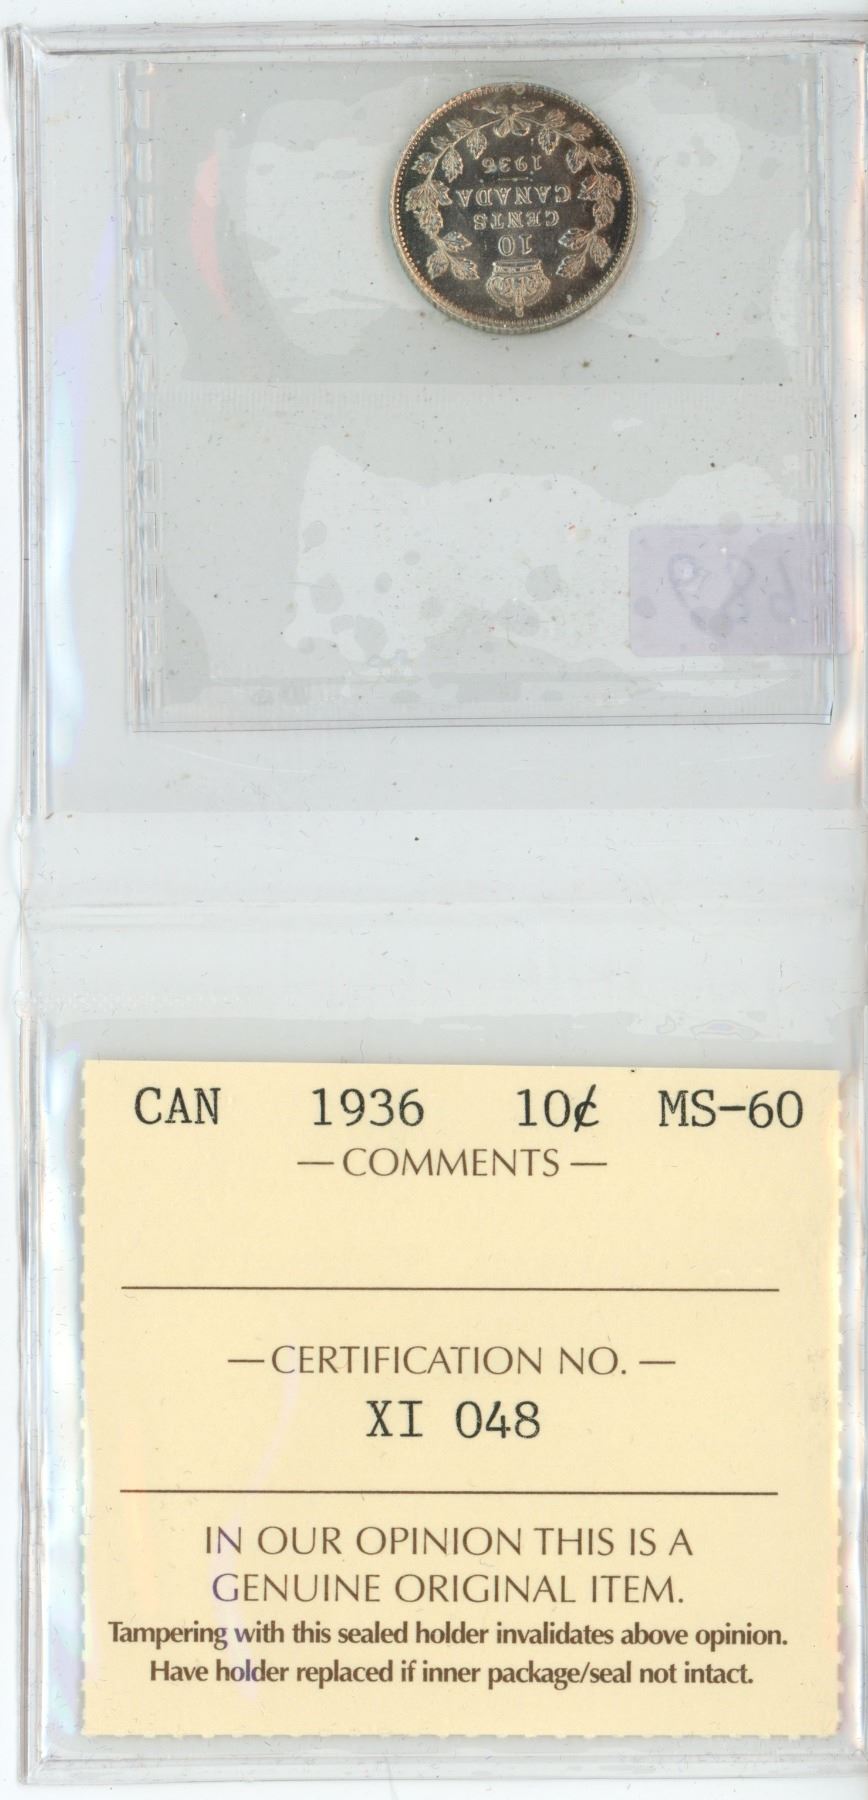 10
CENTS
CANADA
1936
689
CAN 1936 10¢ MS-60
— COMMENTS —
— CERTIFICATION NO. —
XI 048
IN OUR OPINION THIS IS A
GENUINE ORIGINAL ITEM.
Tampering with this sealed holder invalidates above opinion.
Have holder replaced if inner package/seal not intact.